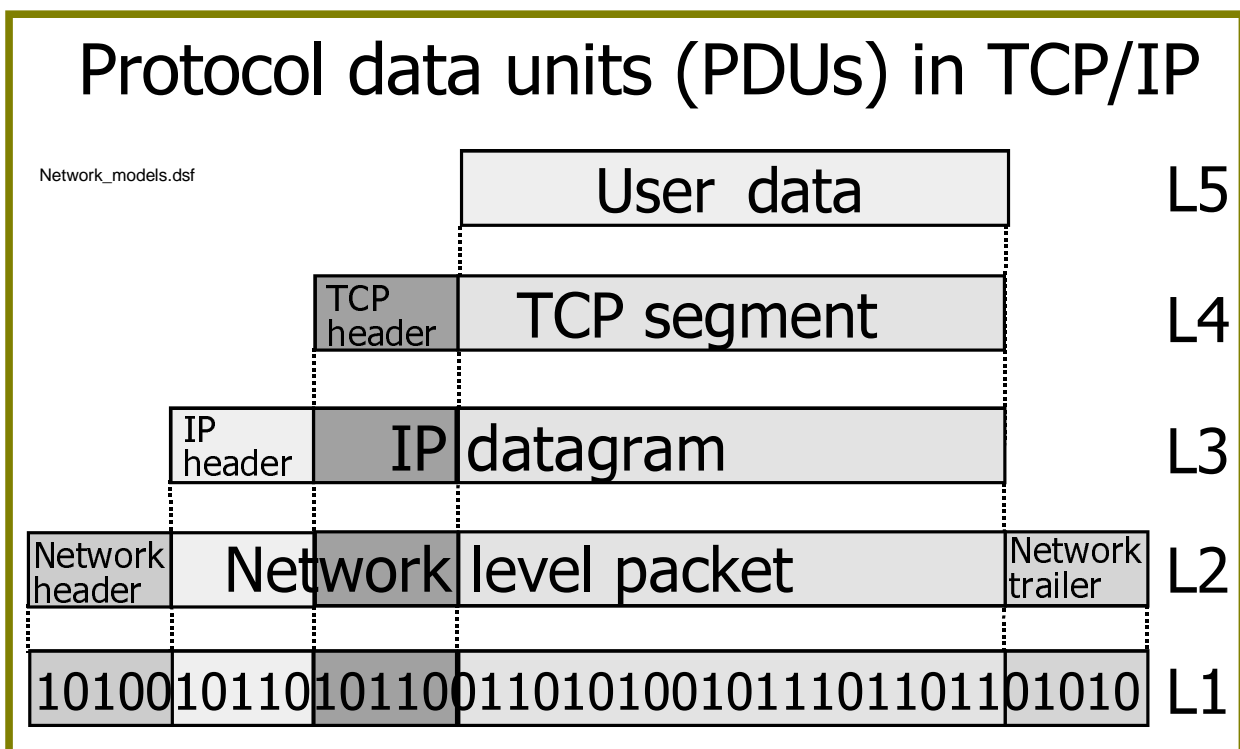 Protocol data units (PDUs) in TCP/IP
Network_models.dsf
User data
L5
TCP
header
TCP segment
L4
IP
header
IP datagram
L3
Network
header
Network level packet
Network
trailer
L2
10100101101011000110101001011101101101010
L1